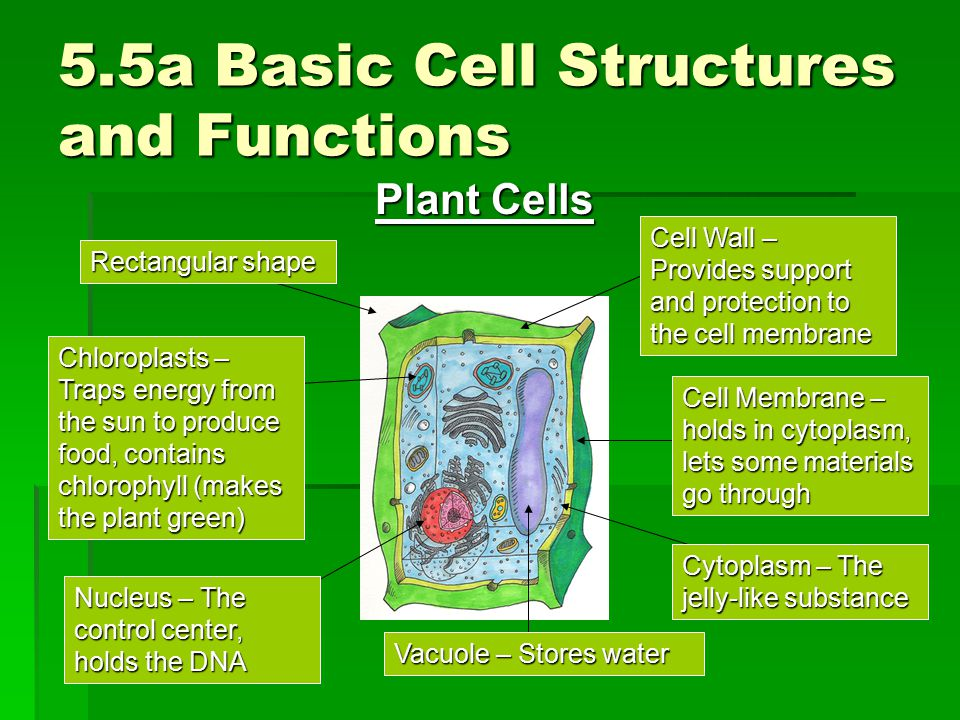 5.5a Basic Cell Structures
and Functions
Plant Cells
Rectangular shape
Cell Wall –
Provides support
and protection to
the cell membrane
Chloroplasts –
Traps energy from
the sun to produce
food, contains
chlorophyll (makes
the plant green)
Cell Membrane –
holds in cytoplasm,
lets some materials
go through
Cytoplasm – The
jelly-like substance
Nucleus – The
control center,
holds the DNA
Vacuole – Stores water